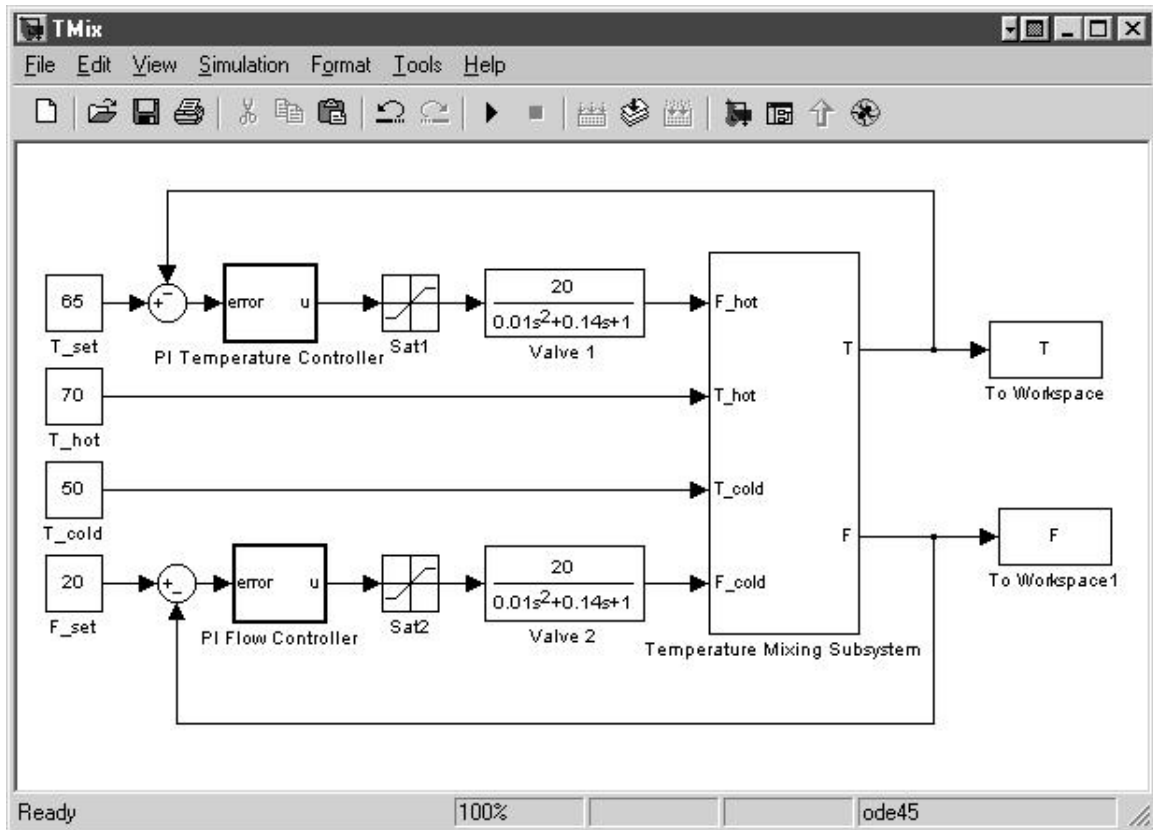 TMix
File Edit View Simulation Format Tools Help
65
T_set
+
−
error u
PI Temperature Controller
Sat1
20
0.01s²+0.14s+1
Valve 1
F_hot
70
T_hot
T_hot
T
T
To Workspace
50
T_cold
T_cold
20
F_set
+
−
error u
PI Flow Controller
Sat2
20
0.01s²+0.14s+1
Valve 2
F_cold
F
F
To Workspace1
Temperature Mixing Subsystem
Ready 100% ode45